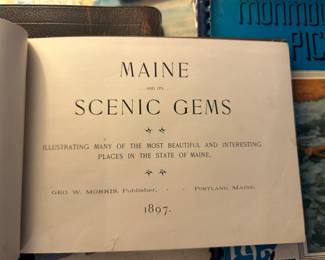 MAINE
AND ITS
SCENIC GEMS
ILLUSTRATING MANY OF THE MOST BEAUTIFUL AND INTERESTING
PLACES IN THE STATE OF MAINE.
GEO. W. MORRIS, Publisher, - - PORTLAND, MAINE.
1897.